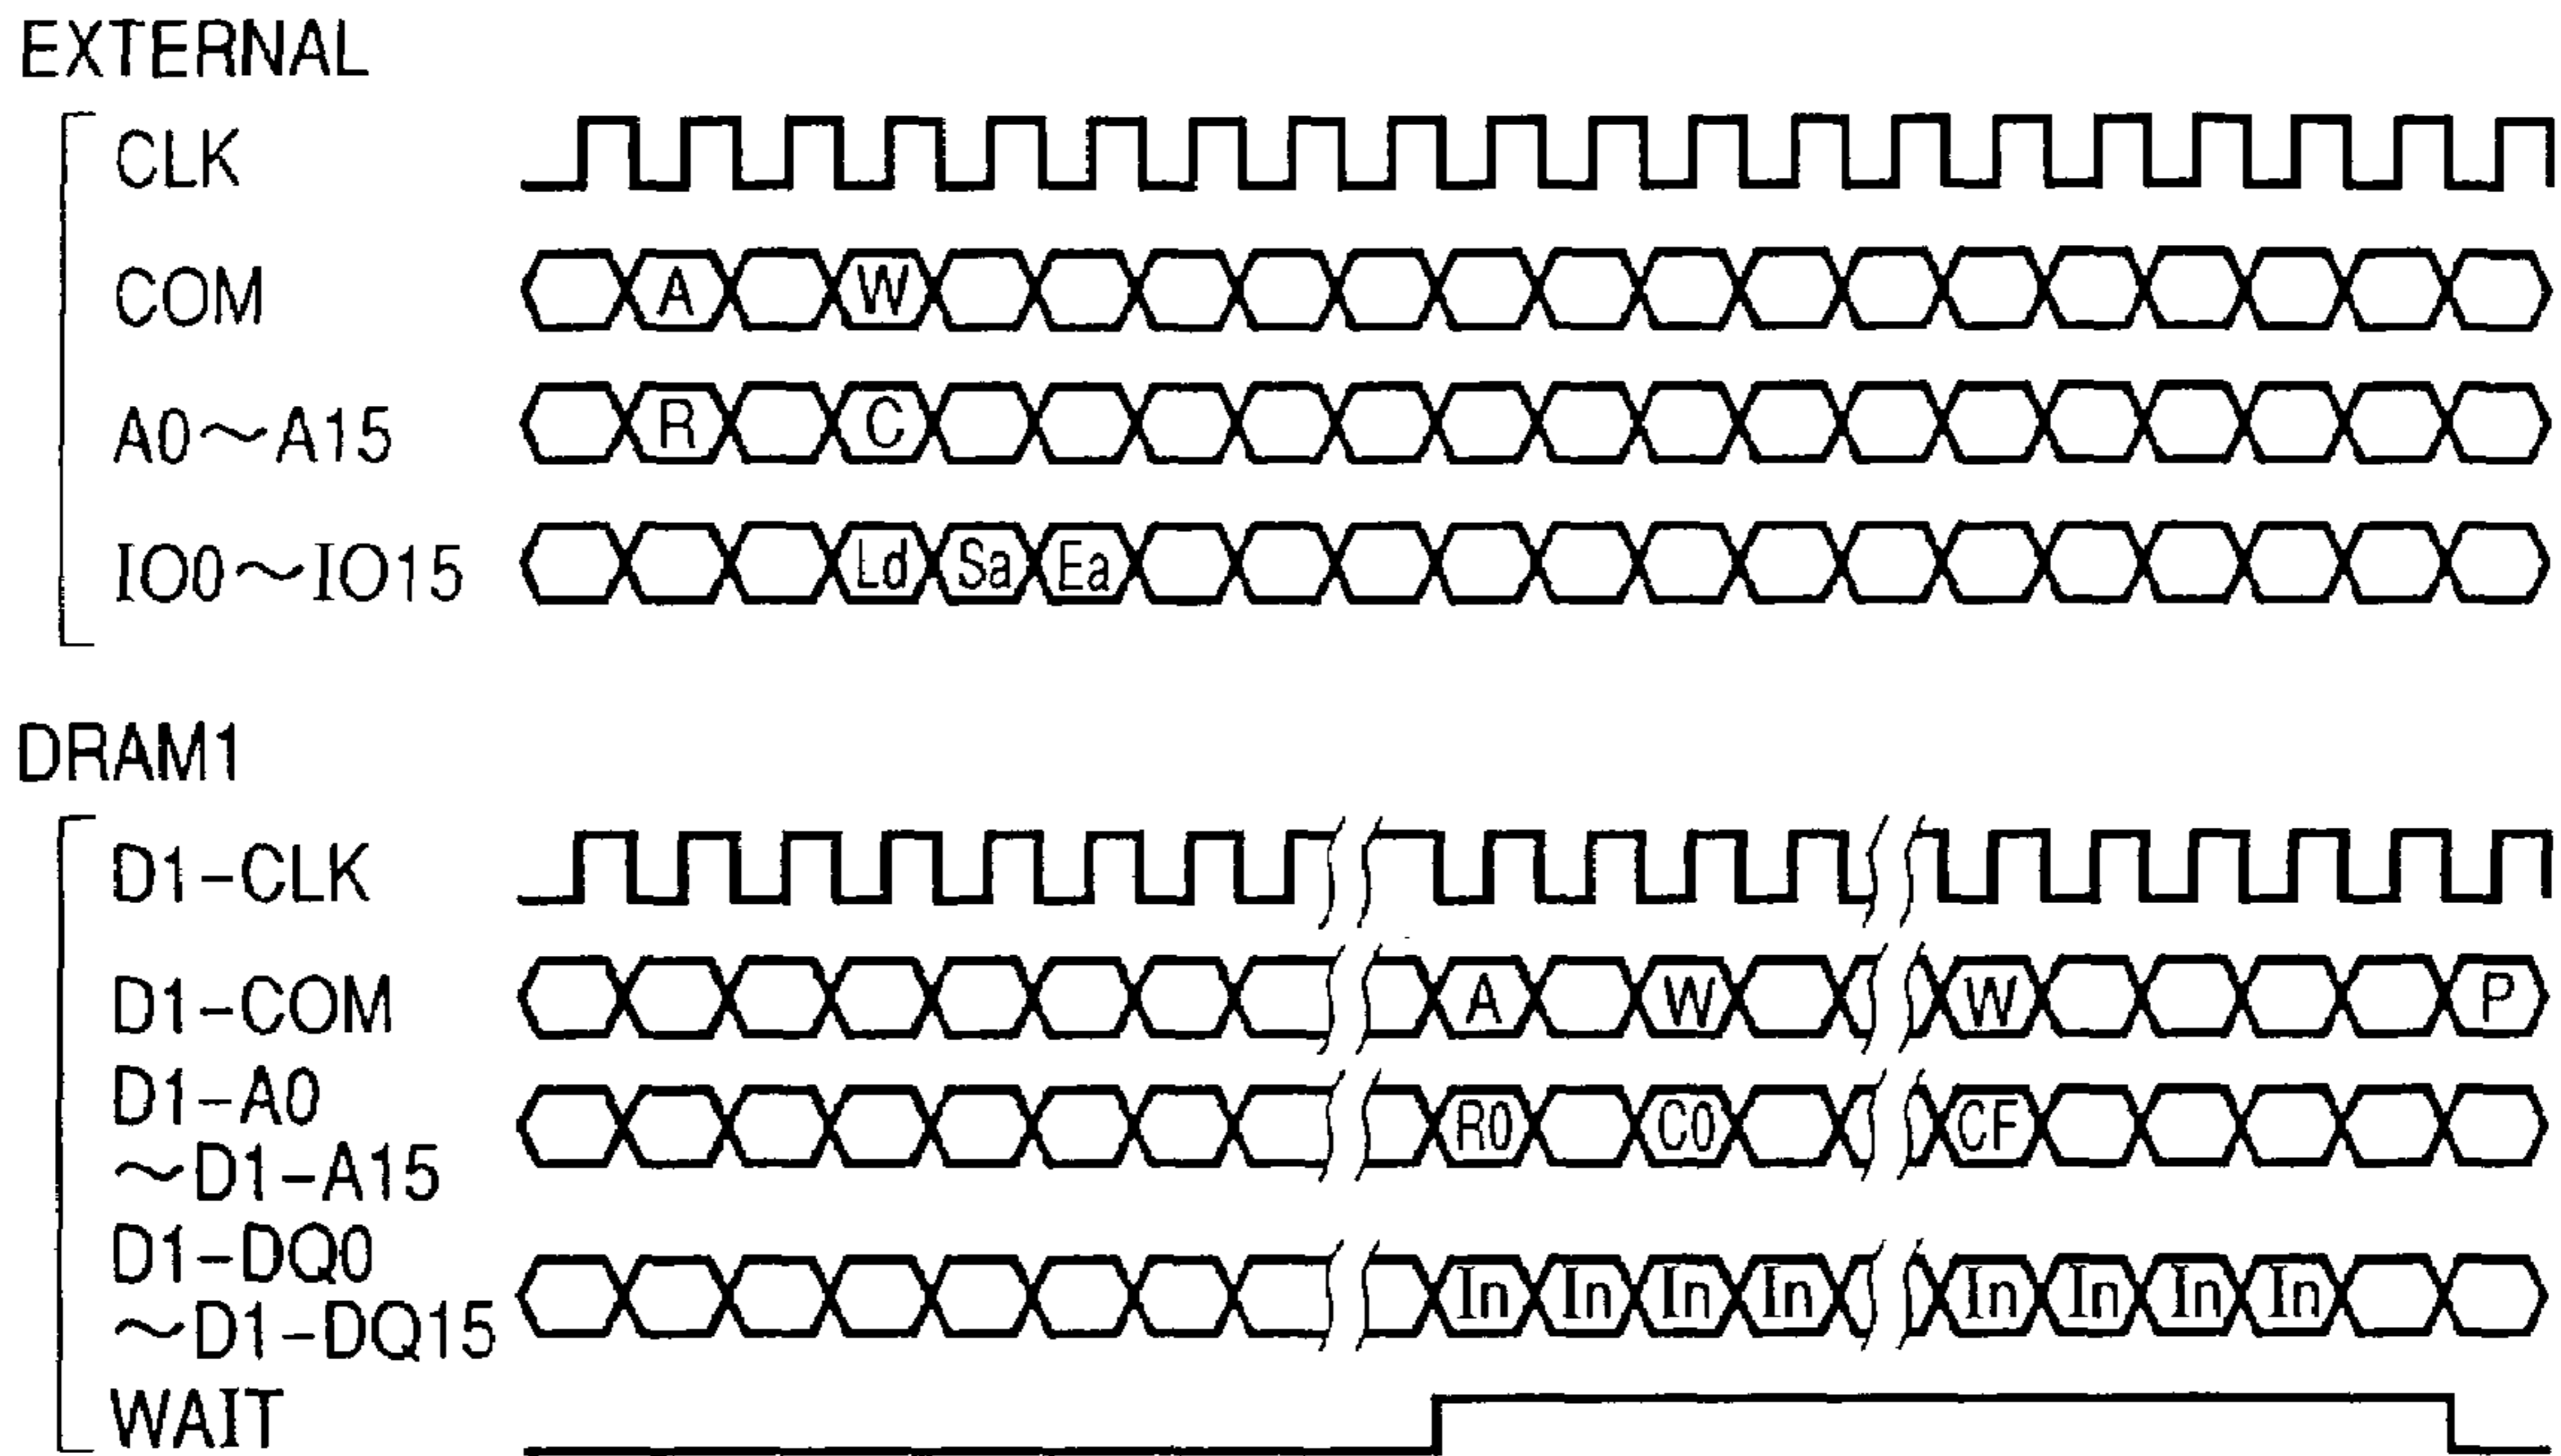 EXTERNAL
CLK
COM
A W
A0～A15
R C
IO0～IO15
Ld Sa Ea
DRAM1
D1-CLK
D1-COM
A W W P
D1-A0
～D1-A15
R0 C0 CF
D1-DQ0
～D1-DQ15
In In In In In In In In
WAIT